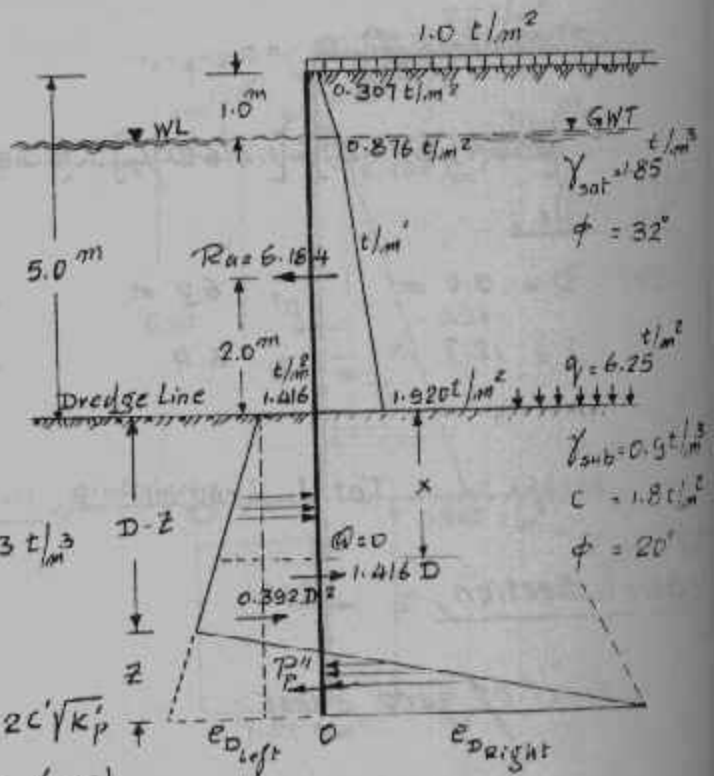 1.0 t/m²
0.307 t/m²
1.0 m
WL
GWT
0.876 t/m²
γsat = 1.85 t/m³
φ = 32°
t/m²
5.0 m
Ra = 6.184
2.0 m
q = 6.25 t/m²
t/m²
Dredge Line
1.416
1.920 t/m²
γsub = 0.9 t/m³
x
C = 1.8 t/m²
3 t/m³
D-Z
Q=0
φ = 20°
1.416 D
0.392 D²
Z
Pp"
2C'√K'p
eD Left
O
eD Right